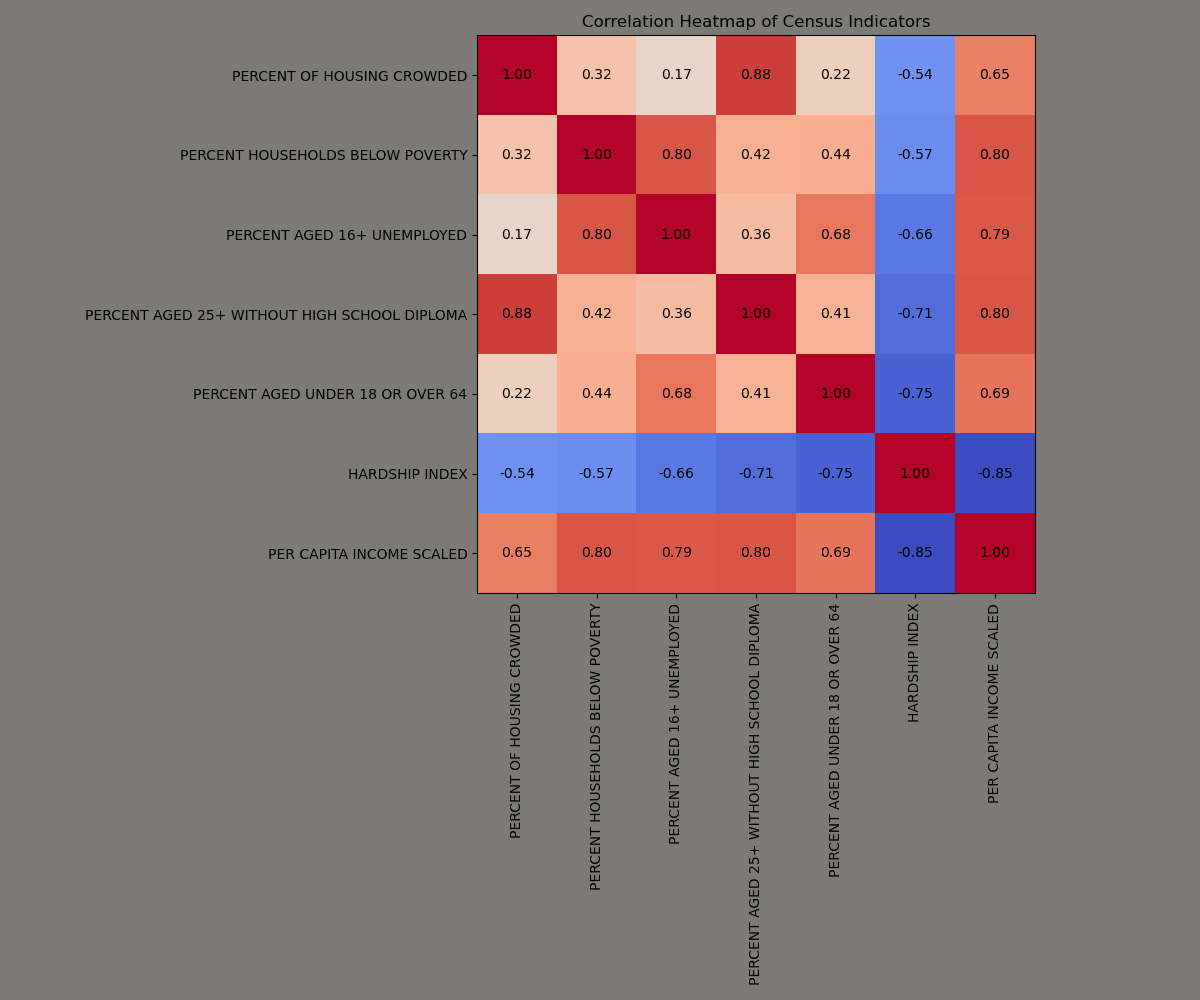 Correlation Heatmap of Census Indicators
PERCENT OF HOUSING CROWDED 1.00 0.32 0.17 0.88 0.22 -0.54 0.65
PERCENT HOUSEHOLDS BELOW POVERTY 0.32 1.00 0.80 0.42 0.44 -0.57 0.80
PERCENT AGED 16+ UNEMPLOYED 0.17 0.80 1.00 0.36 0.68 -0.66 0.79
PERCENT AGED 25+ WITHOUT HIGH SCHOOL DIPLOMA 0.88 0.42 0.36 1.00 0.41 -0.71 0.80
PERCENT AGED UNDER 18 OR OVER 64 0.22 0.44 0.68 0.41 1.00 -0.75 0.69
HARDSHIP INDEX -0.54 -0.57 -0.66 -0.71 -0.75 1.00 -0.85
PER CAPITA INCOME SCALED 0.65 0.80 0.79 0.80 0.69 -0.85 1.00
PERCENT OF HOUSING CROWDED
PERCENT HOUSEHOLDS BELOW POVERTY
PERCENT AGED 16+ UNEMPLOYED
PERCENT AGED 25+ WITHOUT HIGH SCHOOL DIPLOMA
PERCENT AGED UNDER 18 OR OVER 64
HARDSHIP INDEX
PER CAPITA INCOME SCALED